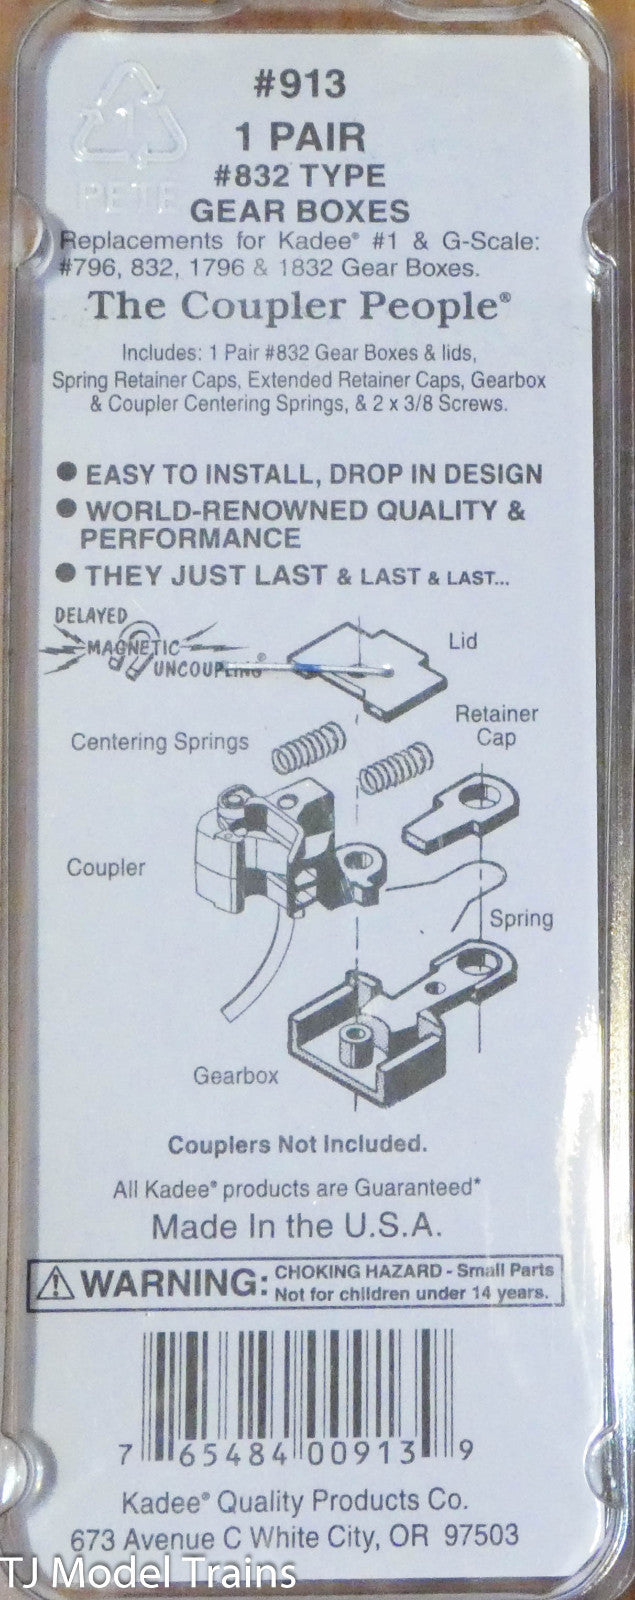 #913
1 PAIR
#832 TYPE
GEAR BOXES
PETE
Replacements for Kadee® #1 & G-Scale:
#796, 832, 1796 & 1832 Gear Boxes.
The Coupler People®
Includes: 1 Pair #832 Gear Boxes & lids,
Spring Retainer Caps, Extended Retainer Caps, Gearbox
& Coupler Centering Springs, & 2 x 3/8 Screws.
● EASY TO INSTALL, DROP IN DESIGN
● WORLD-RENOWNED QUALITY &
PERFORMANCE
● THEY JUST LAST & LAST & LAST...
DELAYED
MAGNETIC
UNCOUPLING®
Lid
Retainer
Cap
Centering Springs
Coupler
Spring
Gearbox
Couplers Not Included.
All Kadee® products are Guaranteed*
Made In the U.S.A.
WARNING: CHOKING HAZARD - Small Parts
Not for children under 14 years.
7 65484 00913 9
Kadee® Quality Products Co.
673 Avenue C White City, OR 97503
TJ Model Trains